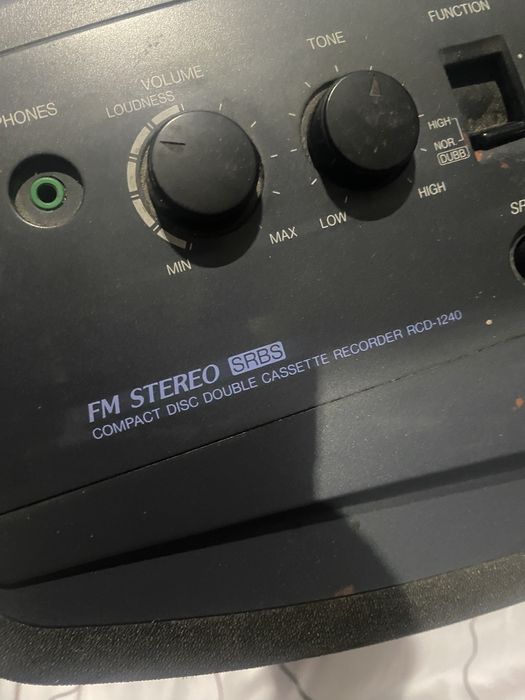 FUNCTION
TONE
VOLUME
LOUDNESS
PHONES
HIGH
NOR.
DUBB
HIGH
LOW
MAX
MIN
FM STEREO SRBS
COMPACT DISC DOUBLE CASSETTE RECORDER RCD-1240